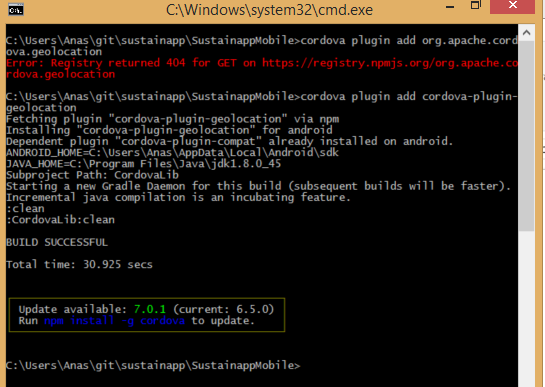 C:\Windows\system32\cmd.exe
C:\Users\Anas\git\sustainapp\SustainappMobile>cordova plugin add org.apache.cord
ova.geolocation
Error: Registry returned 404 for GET on https://registry.npmjs.org/org.apache.co
rdova.geolocation
C:\Users\Anas\git\sustainapp\SustainappMobile>cordova plugin add cordova-plugin-
geolocation
Fetching plugin "cordova-plugin-geolocation" via npm
Installing "cordova-plugin-geolocation" for android
Dependent plugin "cordova-plugin-compat" already installed on android.
ANDROID_HOME=C:\Users\Anas\AppData\Local\Android\sdk
JAVA_HOME=C:\Program Files\Java\jdk1.8.0_45
Subproject Path: CordovaLib
Starting a new Gradle Daemon for this build (subsequent builds will be faster).
Incremental java compilation is an incubating feature.
:clean
:CordovaLib:clean
BUILD SUCCESSFUL
Total time: 30.925 secs
Update available: 7.0.1 (current: 6.5.0)
Run npm install -g cordova to update.
C:\Users\Anas\git\sustainapp\SustainappMobile>